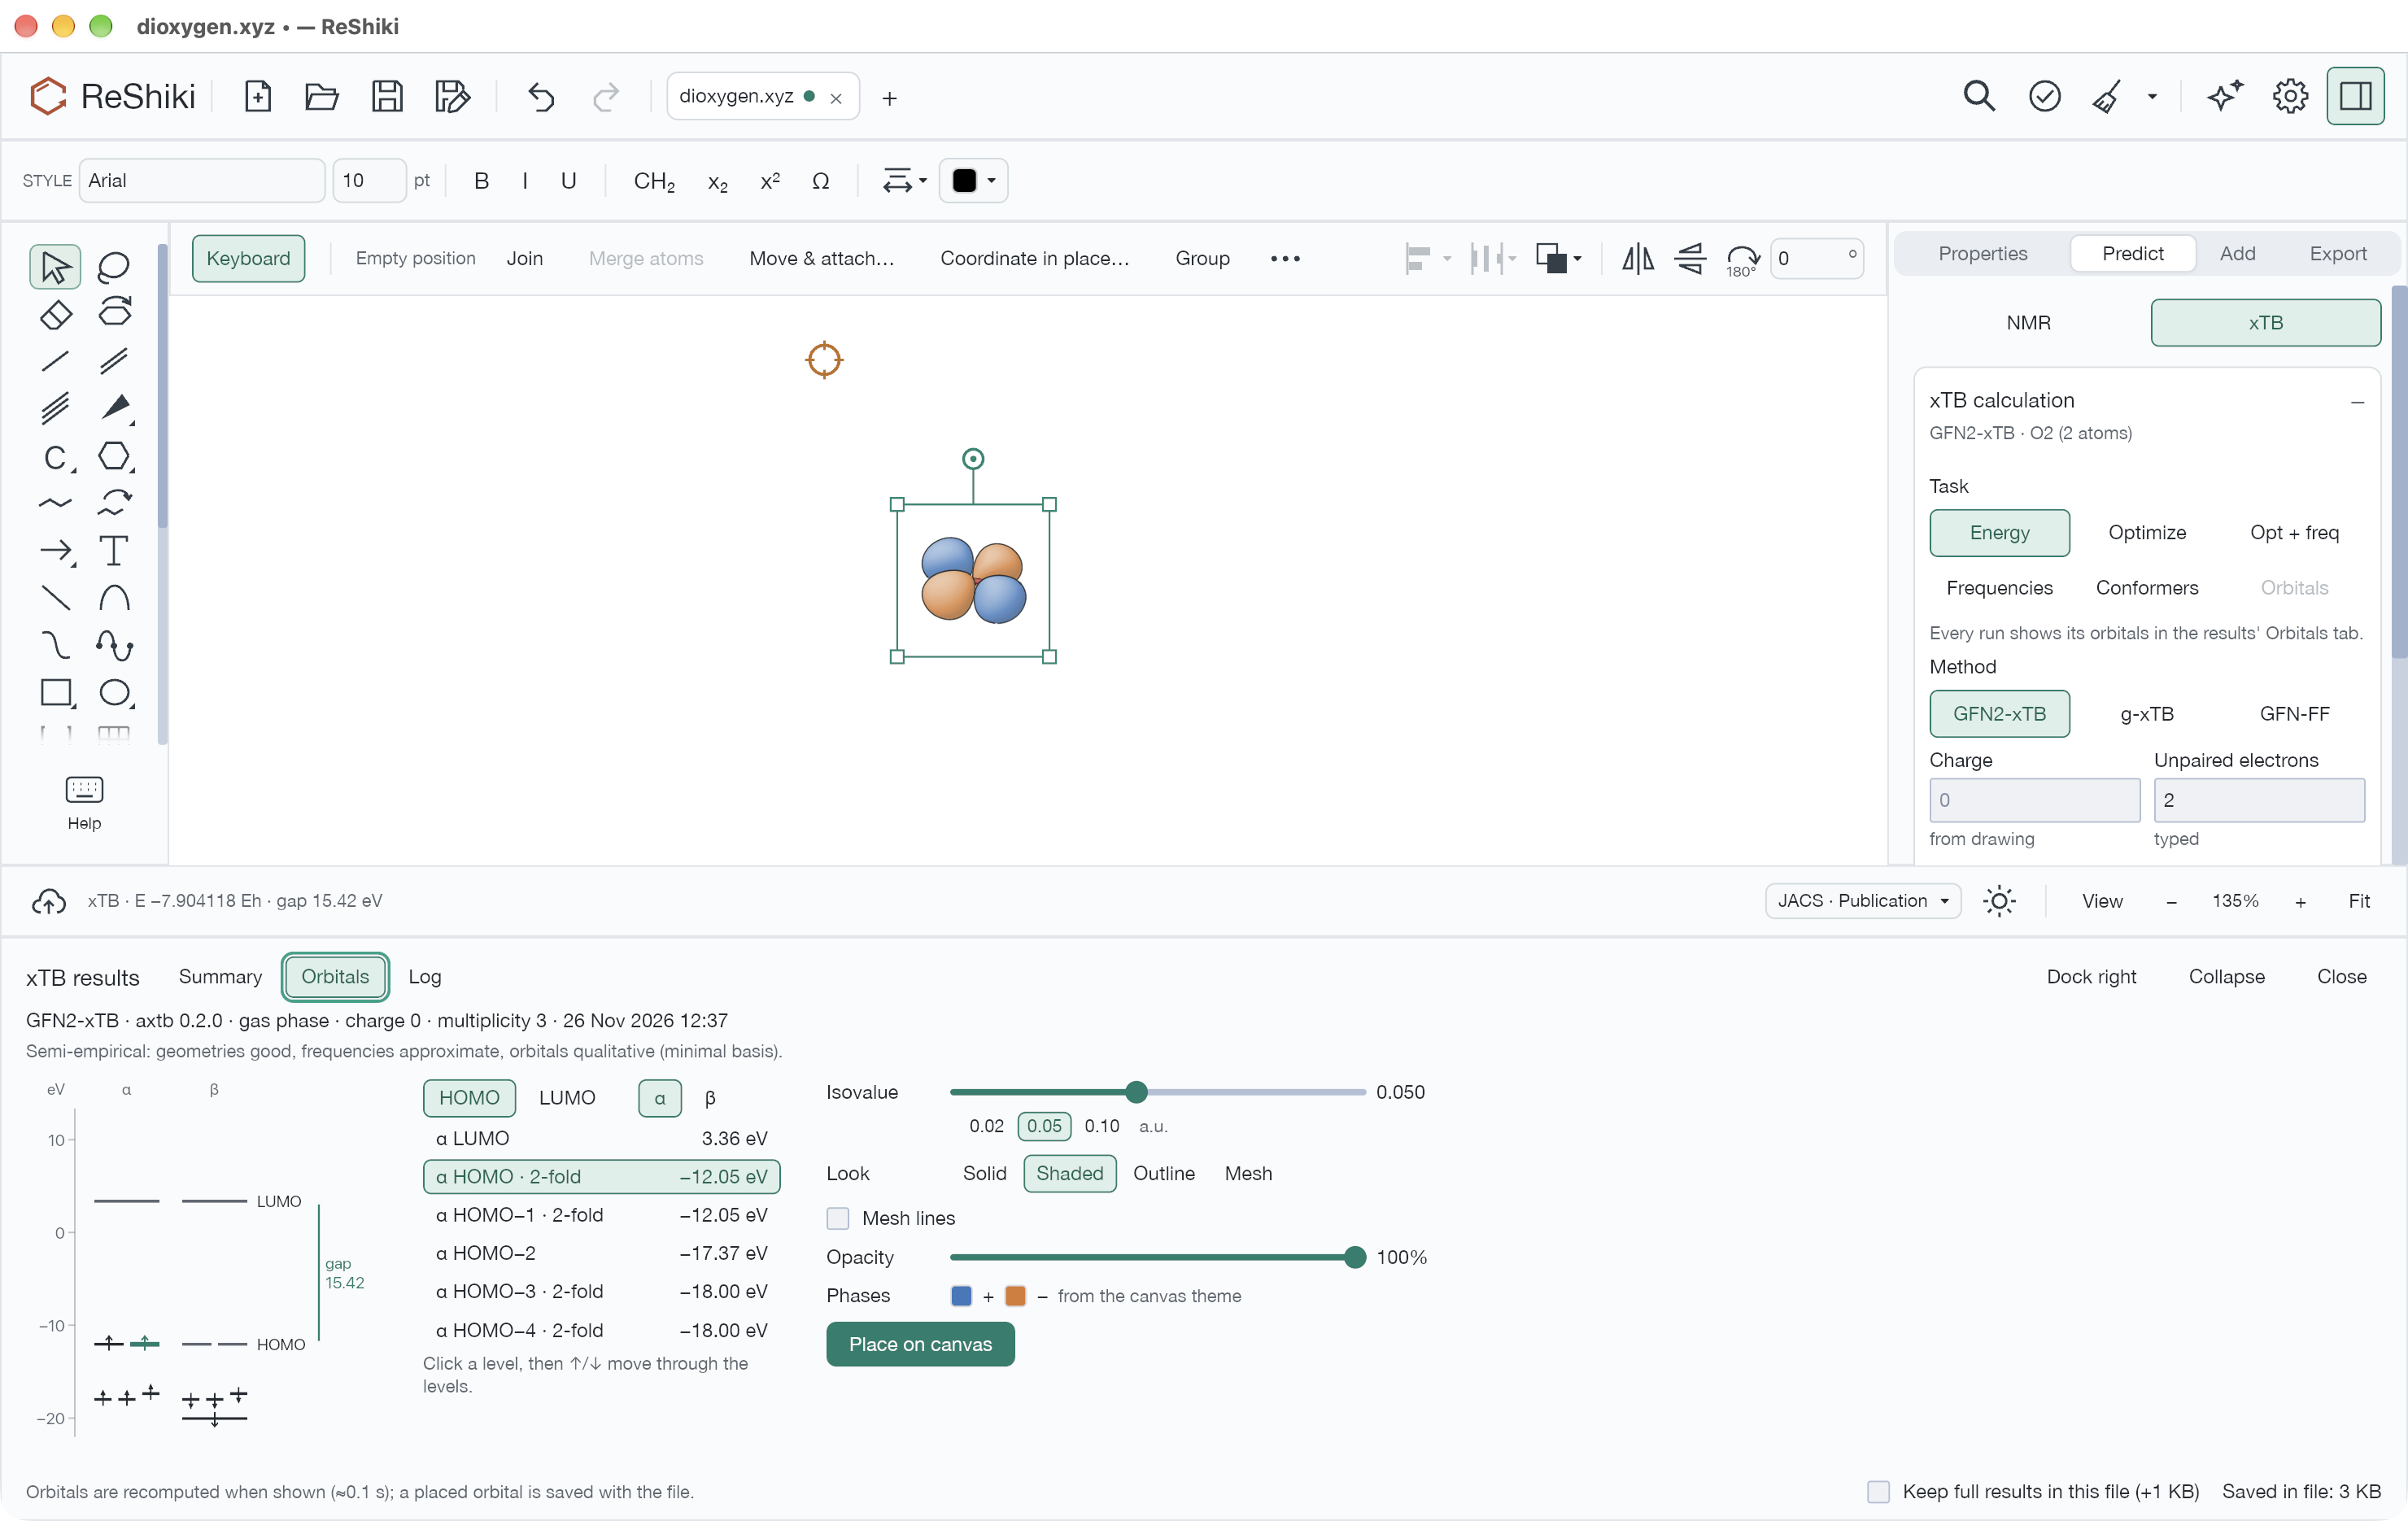 dioxygen.xyz • — ReShiki
ReShiki
dioxygen.xyz
STYLE Arial 10 pt B I U CH₂ x₂ x² Ω
Keyboard Empty position Join Merge atoms Move & attach... Coordinate in place... Group 180° 0 °
Properties Predict Add Export
NMR xTB
xTB calculation
GFN2-xTB · O2 (2 atoms)
Task
Energy Optimize Opt + freq
Frequencies Conformers Orbitals
Every run shows its orbitals in the results' Orbitals tab.
Method
GFN2-xTB g-xTB GFN-FF
Charge Unpaired electrons
0 2
from drawing typed
C
T
Help
xTB · E −7.904118 Eh · gap 15.42 eV
JACS · Publication View − 135% + Fit
xTB results Summary Orbitals Log Dock right Collapse Close
GFN2-xTB · axtb 0.2.0 · gas phase · charge 0 · multiplicity 3 · 26 Nov 2026 12:37
Semi-empirical: geometries good, frequencies approximate, orbitals qualitative (minimal basis).
eV α β
10
0
−10
−20
LUMO
gap
15.42
HOMO
HOMO LUMO α β
α LUMO 3.36 eV
α HOMO · 2-fold −12.05 eV
α HOMO−1 · 2-fold −12.05 eV
α HOMO−2 −17.37 eV
α HOMO−3 · 2-fold −18.00 eV
α HOMO−4 · 2-fold −18.00 eV
Click a level, then ↑/↓ move through the
levels.
Isovalue 0.050
0.02 0.05 0.10 a.u.
Look Solid Shaded Outline Mesh
Mesh lines
Opacity 100%
Phases + − from the canvas theme
Place on canvas
Orbitals are recomputed when shown (≈0.1 s); a placed orbital is saved with the file.
Keep full results in this file (+1 KB) Saved in file: 3 KB